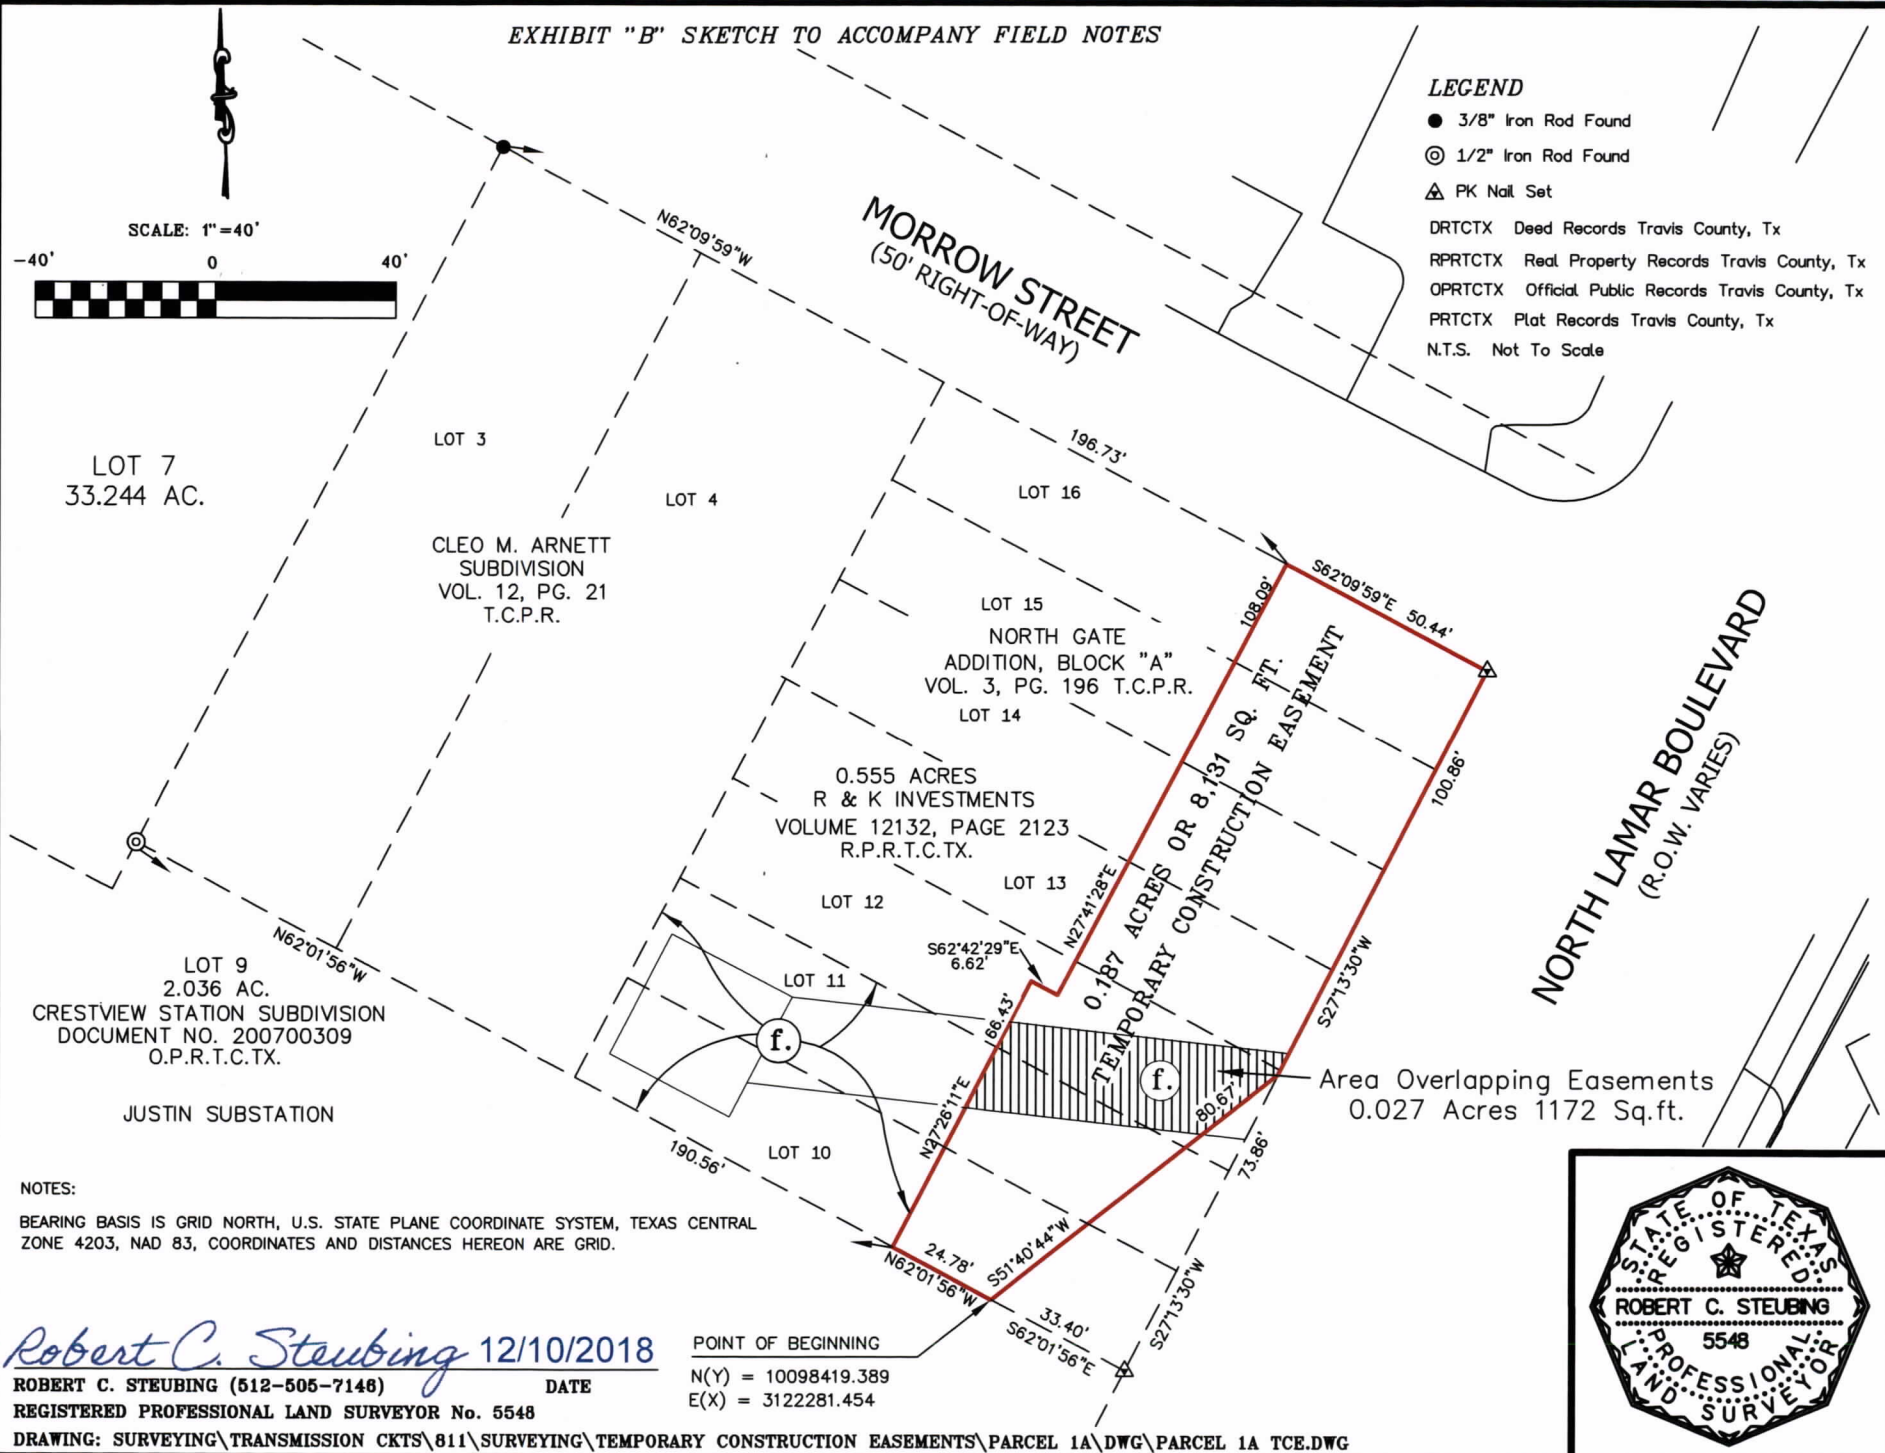 EXHIBIT "B" SKETCH TO ACCOMPANY FIELD NOTES
SCALE: 1"=40'
-40' 0 40'
LEGEND
3/8" Iron Rod Found
1/2" Iron Rod Found
PK Nail Set
DRTCTX Deed Records Travis County, Tx
RPRTCTX Real Property Records Travis County, Tx
OPRTCTX Official Public Records Travis County, Tx
PRTCTX Plat Records Travis County, Tx
N.T.S. Not To Scale
N62°09'59"W
MORROW STREET
(50' RIGHT-OF-WAY)
196.73'
LOT 7
33.244 AC.
LOT 3
LOT 4
CLEO M. ARNETT
SUBDIVISION
VOL. 12, PG. 21
T.C.P.R.
LOT 16
LOT 15
NORTH GATE
ADDITION, BLOCK "A"
VOL. 3, PG. 196 T.C.P.R.
LOT 14
0.555 ACRES
R & K INVESTMENTS
VOLUME 12132, PAGE 2123
R.P.R.T.C.TX.
LOT 13
LOT 12
LOT 11
LOT 10
S62°09'59"E 50.44'
108.09'
N27°41'28"E
S62°42'29"E
6.62'
66.43'
N27°26'11"E
0.187 ACRES OR 8,131 SQ. FT.
TEMPORARY CONSTRUCTION EASEMENT
100.86'
S27°13'30"W
NORTH LAMAR BOULEVARD
(R.O.W. VARIES)
f.
f.
Area Overlapping Easements
0.027 Acres 1172 Sq.ft.
80.67'
S51°40'44"W
73.86'
S27°13'30"W
24.78'
N62°01'56"W
33.40'
S62°01'56"E
N62°01'56"W
190.56'
LOT 9
2.036 AC.
CRESTVIEW STATION SUBDIVISION
DOCUMENT NO. 200700309
O.P.R.T.C.TX.
JUSTIN SUBSTATION
NOTES:
BEARING BASIS IS GRID NORTH, U.S. STATE PLANE COORDINATE SYSTEM, TEXAS CENTRAL
ZONE 4203, NAD 83, COORDINATES AND DISTANCES HEREON ARE GRID.
POINT OF BEGINNING
N(Y) = 10098419.389
E(X) = 3122281.454
Robert C. Steubing 12/10/2018
ROBERT C. STEUBING (512-505-7146) DATE
REGISTERED PROFESSIONAL LAND SURVEYOR No. 5548
DRAWING: SURVEYING\TRANSMISSION CKTS\811\SURVEYING\TEMPORARY CONSTRUCTION EASEMENTS\PARCEL 1A\DWG\PARCEL 1A TCE.DWG
STATE OF TEXAS
REGISTERED
ROBERT C. STEUBING
5548
PROFESSIONAL
LAND SURVEYOR